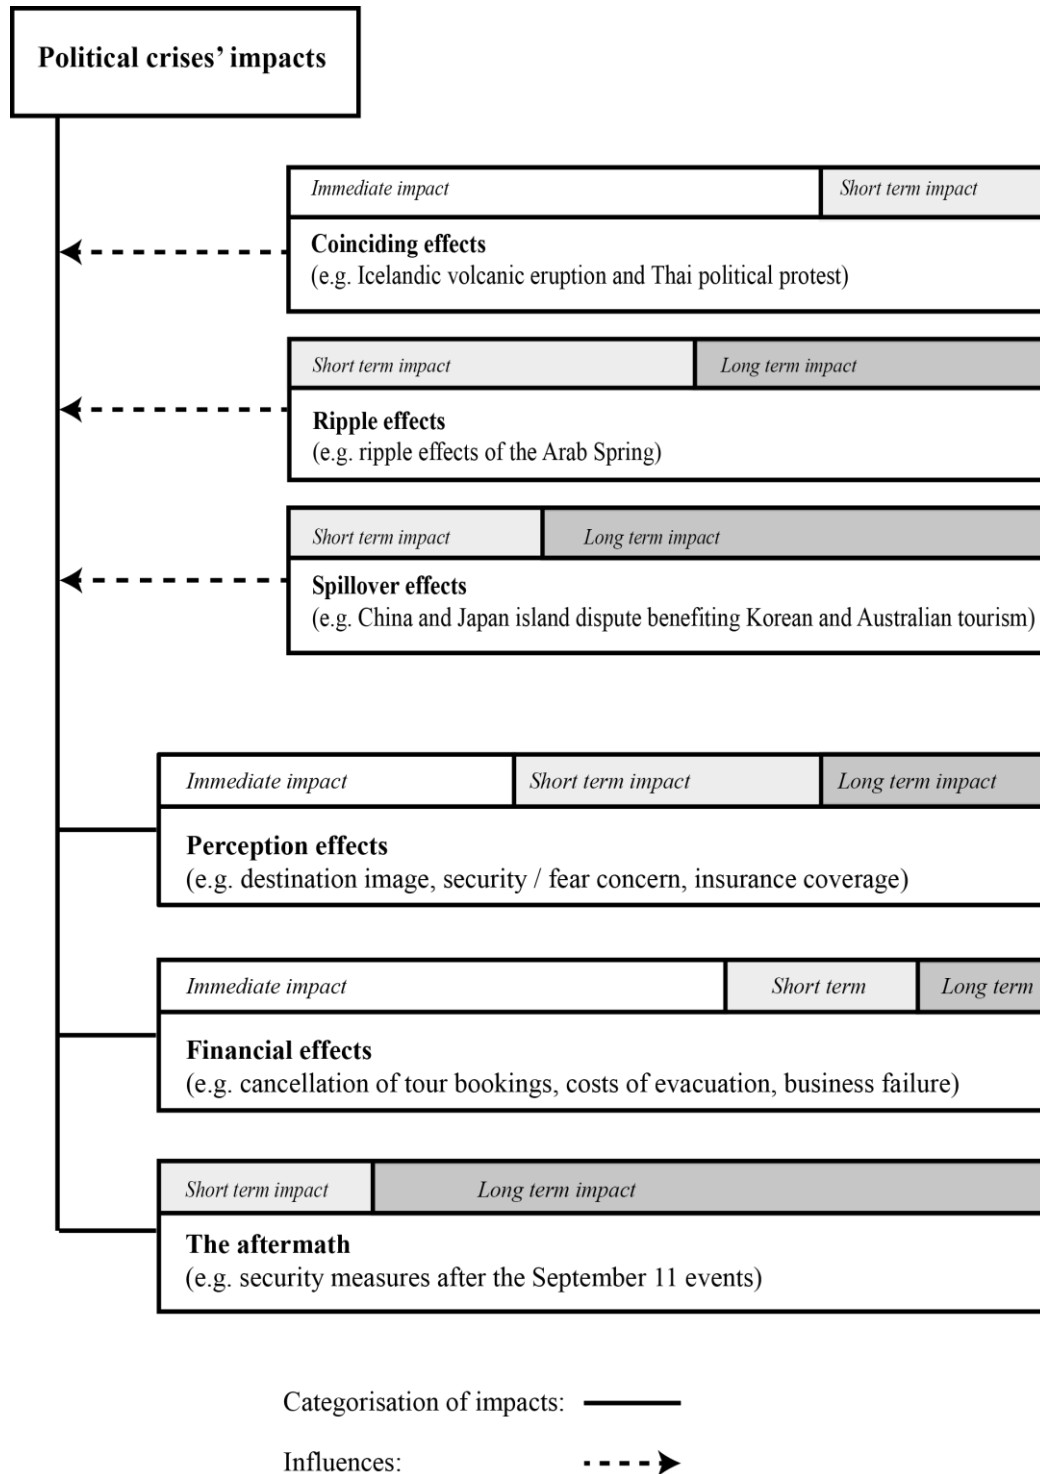 Political crises’ impacts
Immediate impact
Short term impact
Coinciding effects
(e.g. Icelandic volcanic eruption and Thai political protest)
Short term impact
Long term impact
Ripple effects
(e.g. ripple effects of the Arab Spring)
Short term impact
Long term impact
Spillover effects
(e.g. China and Japan island dispute benefiting Korean and Australian tourism)
Immediate impact
Short term impact
Long term impact
Perception effects
(e.g. destination image, security / fear concern, insurance coverage)
Immediate impact
Short term
Long term
Financial effects
(e.g. cancellation of tour bookings, costs of evacuation, business failure)
Short term impact
Long term impact
The aftermath
(e.g. security measures after the September 11 events)
Categorisation of impacts:
Influences: